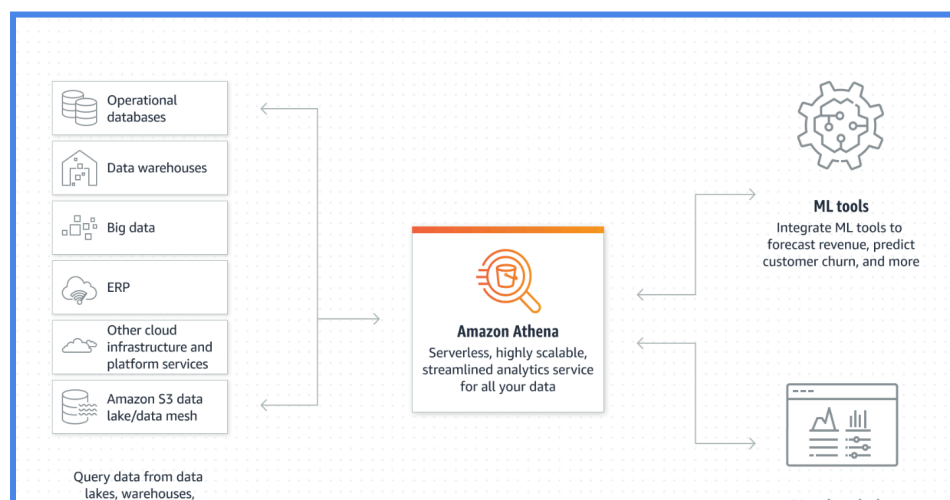 Operational
databases
Data warehouses
Big data
ERP
Other cloud
infrastructure and
platform services
Amazon S3 data
lake/data mesh
Query data from data
lakes, warehouses,
Amazon Athena
Serverless, highly scalable,
streamlined analytics service
for all your data
ML tools
Integrate ML tools to
forecast revenue, predict
customer churn, and more